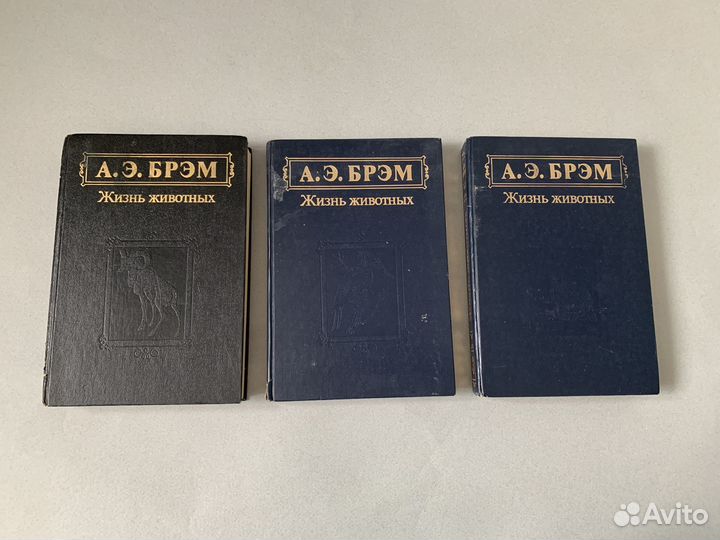 А. Э. БРЭМ
Жизнь животных
А. Э. БРЭМ
Жизнь животных
А. Э. БРЭМ
Жизнь животных
Avito